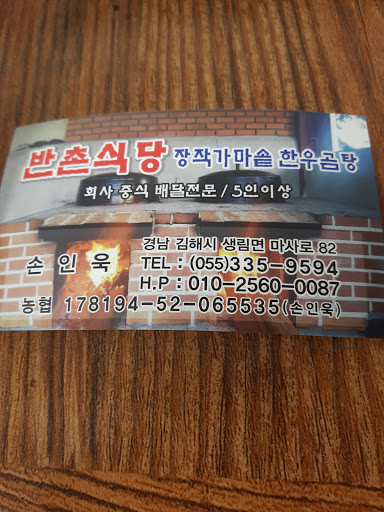 반촌식당 장작가마솥 한우곰탕
회사 중식 배달전문 / 5인이상
경남 김해시 생림면 마사로 82
손인욱 TEL : (055)335-9594
H.P : 010-2560-0087
농협 178194-52-065535(손인욱)